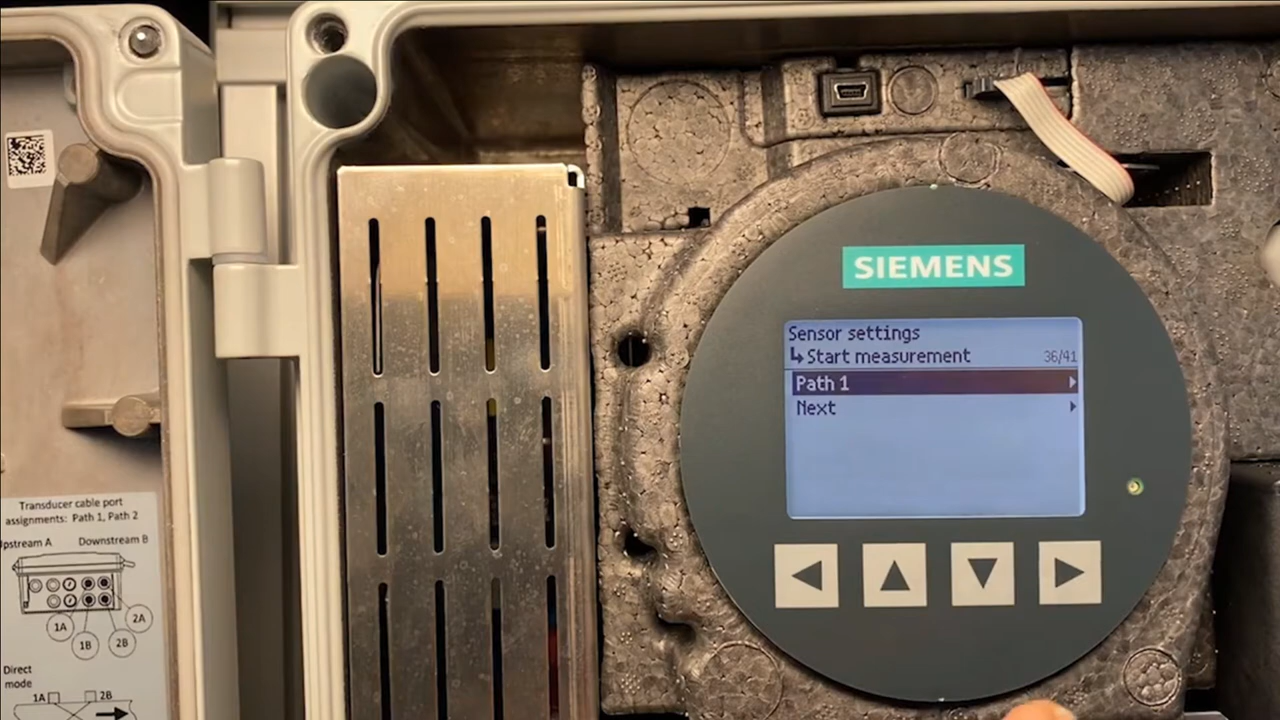 SIEMENS
Sensor settings
Start measurement 36/41
Path 1
Next
Transducer cable port
assignments: Path 1, Path 2
Upstream A Downstream B
2A
1A
1B 2B
Direct
mode
1A 2B